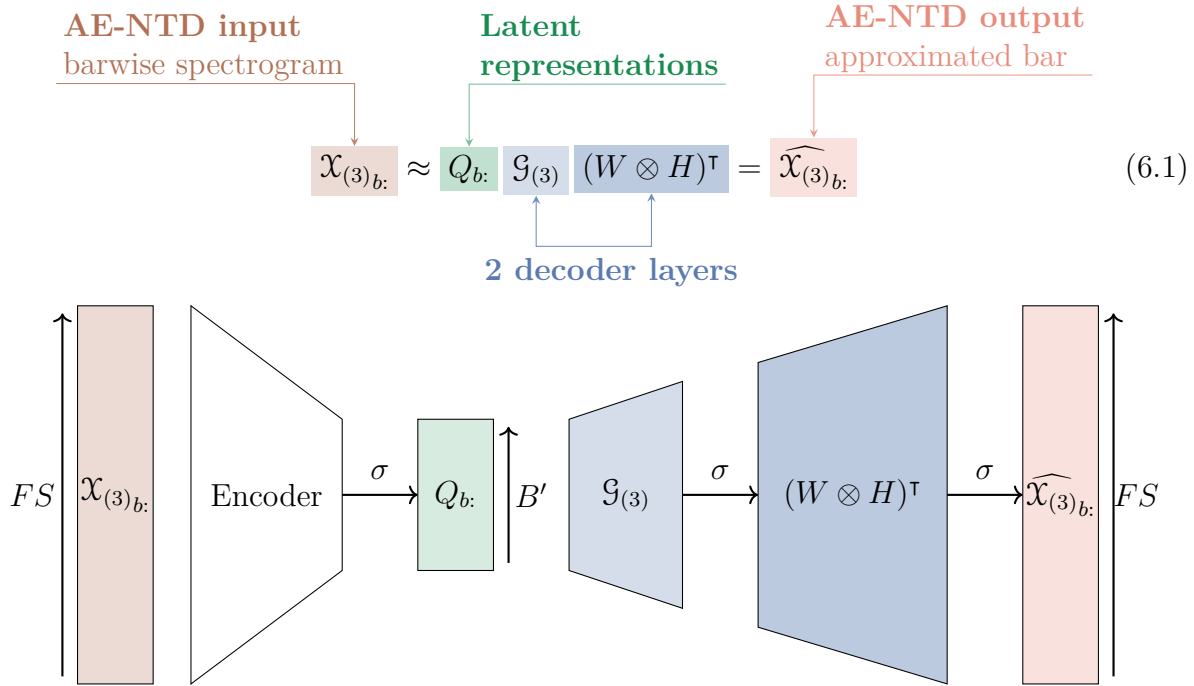 AE-NTD input
barwise spectrogram
Latent
representations
AE-NTD output
approximated bar
𝒳₍₃₎b: ≈ Qb: 𝒢₍₃₎ (W ⊗ H)ᵀ = 𝒳₍₃₎b:̂ (6.1)
2 decoder layers
FS 𝒳₍₃₎b: Encoder σ Qb: B′ 𝒢₍₃₎ σ (W ⊗ H)ᵀ σ 𝒳₍₃₎b:̂ FS